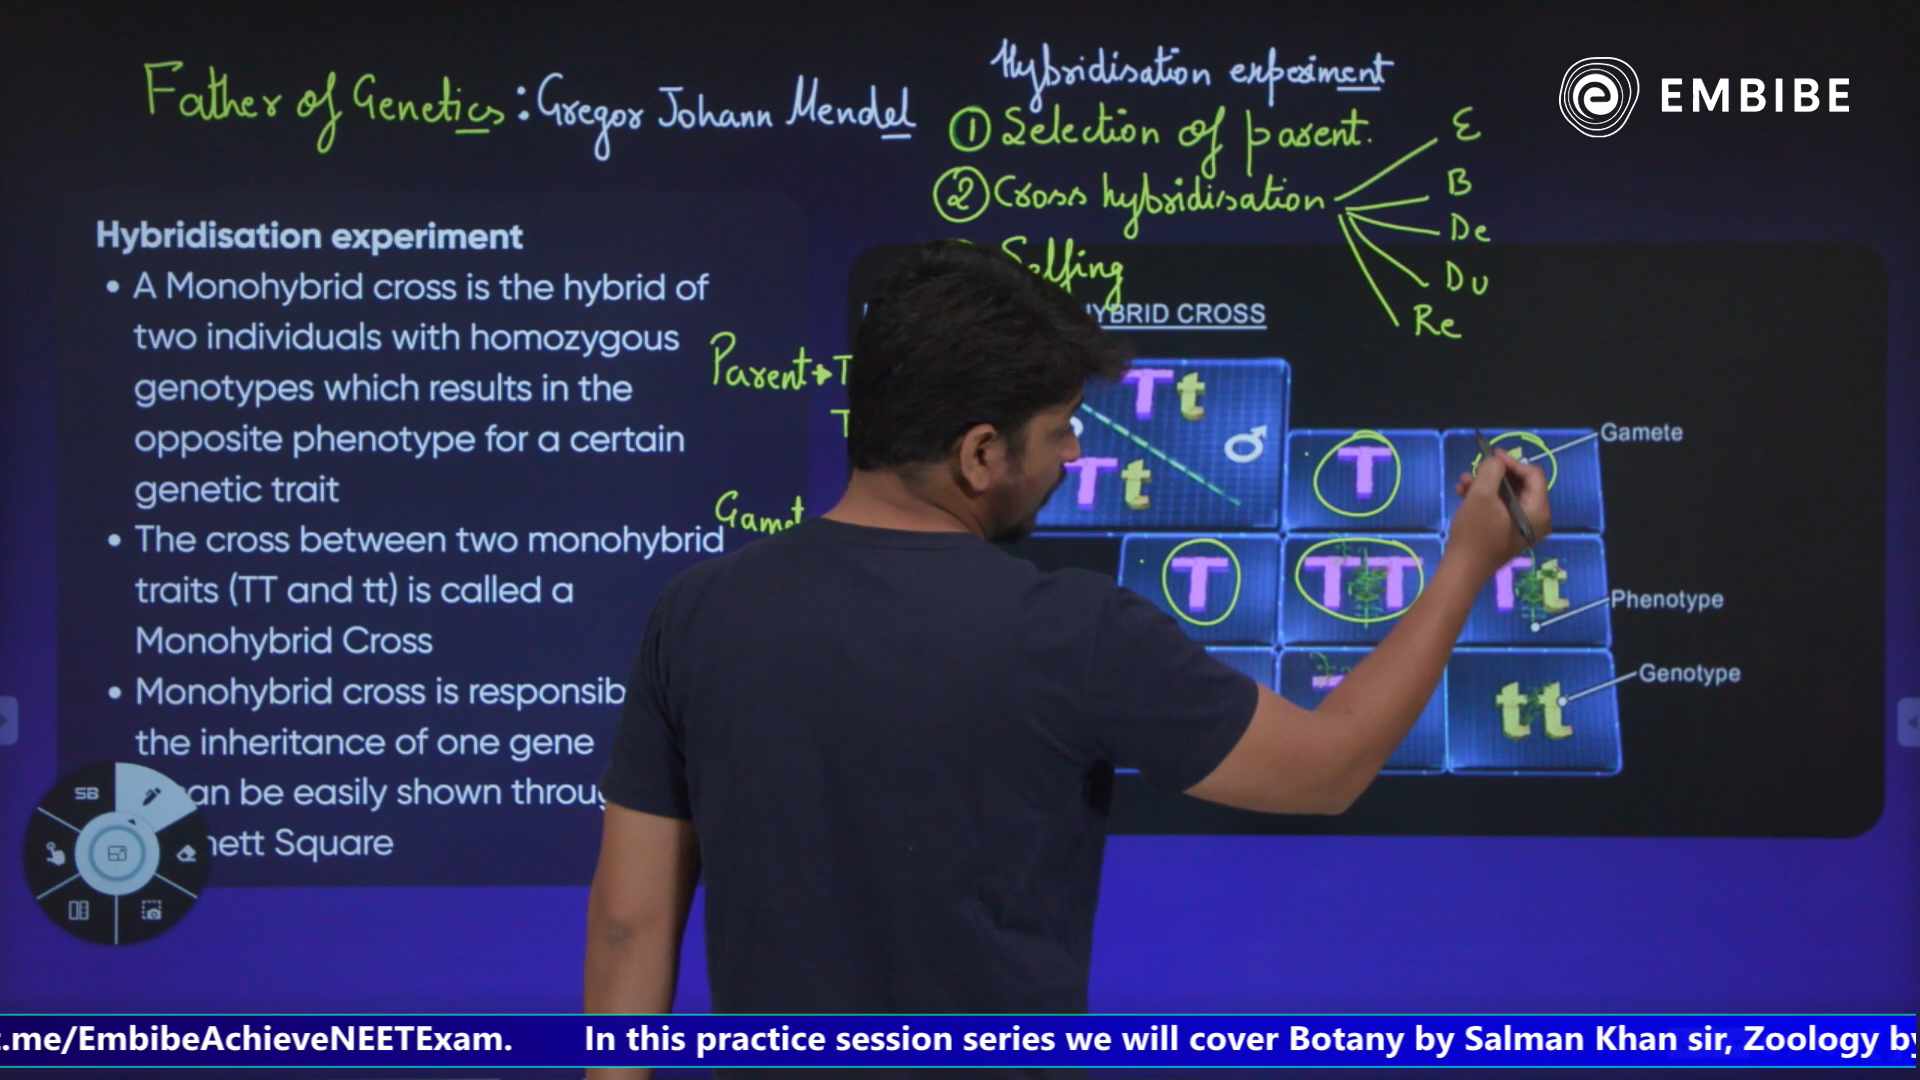 Father of Genetics : Gregor Johann Mendel
Hybridisation experiment
① Selection of parent.
② Cross hybridisation
E
B
De
Du
Re
Selfing
EMBIBE
Hybridisation experiment
• A Monohybrid cross is the hybrid of
two individuals with homozygous
genotypes which results in the
opposite phenotype for a certain
genetic trait
• The cross between two monohybrid
traits (TT and tt) is called a
Monohybrid Cross
• Monohybrid cross is responsib
the inheritance of one gene
an be easily shown throu
nett Square
Parent → T
T
Gamet
YBRID CROSS
Tt
♂
Tt
T
Gamete
T
TT
Tt
Phenotype
tt
Genotype
SB
t.me/EmbibeAchieveNEETExam. In this practice session series we will cover Botany by Salman Khan sir, Zoology by